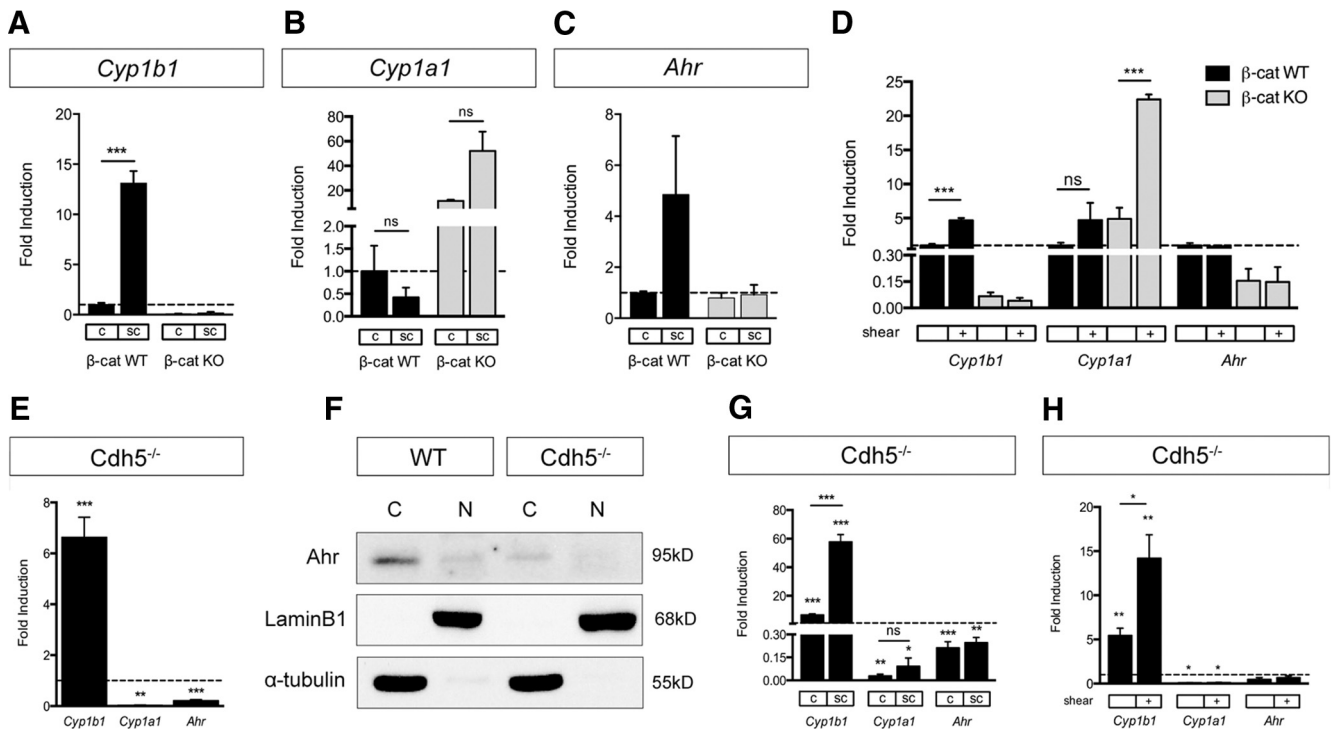 A
B
C
D
Cyp1b1
Cyp1a1
Ahr
β-cat WT
β-cat KO
Fold Induction
20
15
10
5
0
***
c sc c sc
β-cat WT β-cat KO
Fold Induction
80
60
40
20
2.0
1.5
1.0
0.5
0.0
ns
ns
c sc c sc
β-cat WT β-cat KO
Fold Induction
8
6
4
2
0
c sc c sc
β-cat WT β-cat KO
Fold Induction
25
20
15
10
5
0.30
0.15
0.00
***
ns
***
shear + + + + + +
Cyp1b1 Cyp1a1 Ahr
E
F
G
H
Cdh5-/-
Fold Induction
8
6
4
2
0
*** ** ***
Cyp1b1 Cyp1a1 Ahr
WT Cdh5-/-
C N C N
Ahr 95kD
LaminB1 68kD
α-tubulin 55kD
Cdh5-/-
Fold Induction
80
60
40
20
0.30
0.15
0.00
***
*** ***
ns
** *
*** **
c sc c sc c sc
Cyp1b1 Cyp1a1 Ahr
Cdh5-/-
Fold Induction
20
15
10
5
0
*
** **
* *
shear + + +
Cyp1b1 Cyp1a1 Ahr